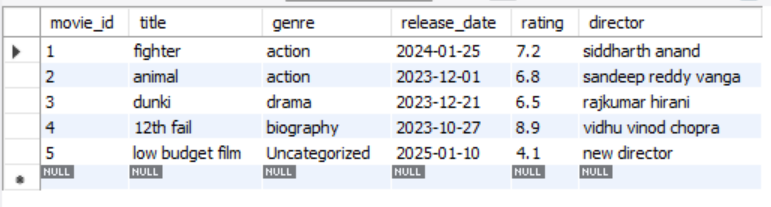 movie_id title genre release_date rating director
1 fighter action 2024-01-25 7.2 siddharth anand
2 animal action 2023-12-01 6.8 sandeep reddy vanga
3 dunki drama 2023-12-21 6.5 rajkumar hirani
4 12th fail biography 2023-10-27 8.9 vidhu vinod chopra
5 low budget film Uncategorized 2025-01-10 4.1 new director
NULL NULL NULL NULL NULL NULL